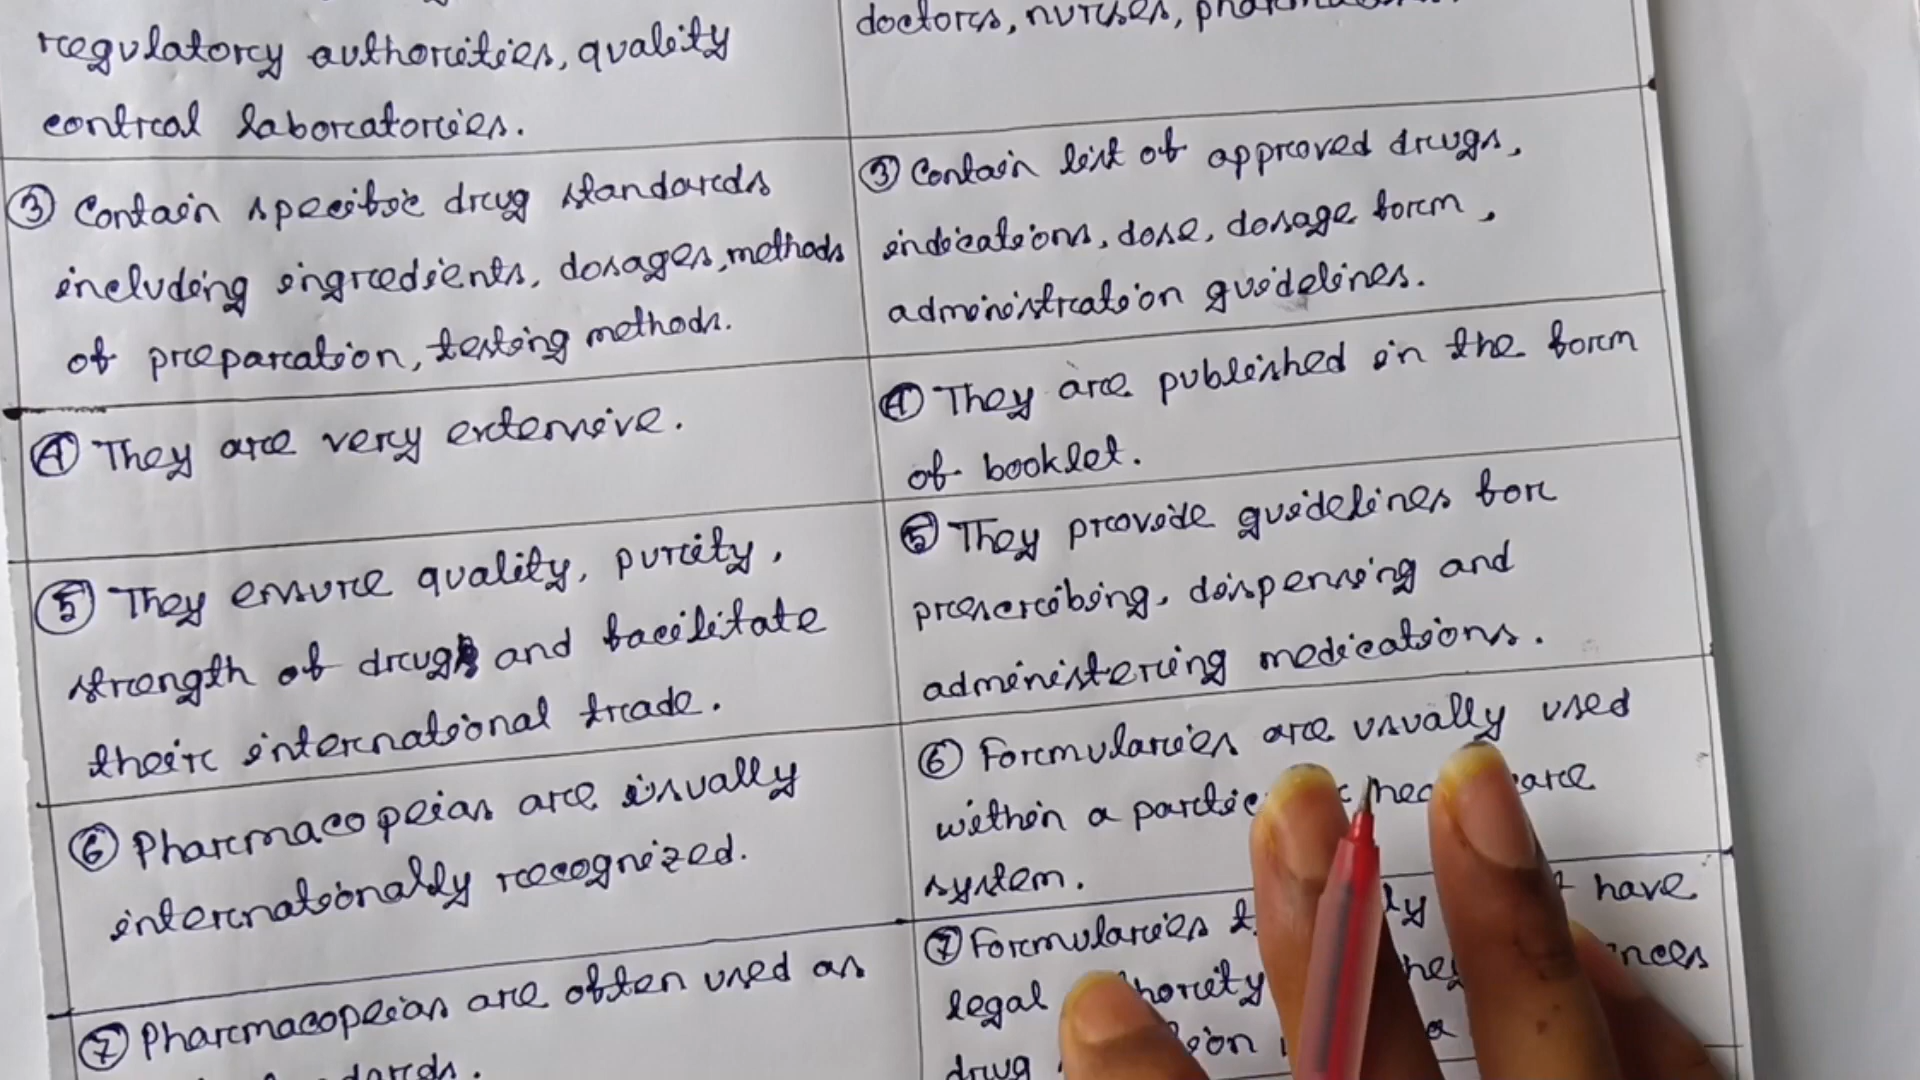 regulatory authorities, quality
control laboratories.
③ Contain specific drug standards
including ingredients, dosages, methods
of preparation, testing methods.
④ They are very extensive.
⑤ They ensure quality, purity,
strength of drugs and facilitate
their international trade.
⑥ Pharmacopeias are usually
internationally recognized.
⑦ Pharmacopeias are often used as
doctors, nurses,
③ Contain list of approved drugs,
indications, dose, dosage form,
administration guidelines.
④ They are published in the form
of booklet.
⑤ They provide guidelines for
prescribing, dispensing and
administering medications.
⑥ Formularies are usually used
within a
system.
⑦ Formularies have
legal
drug